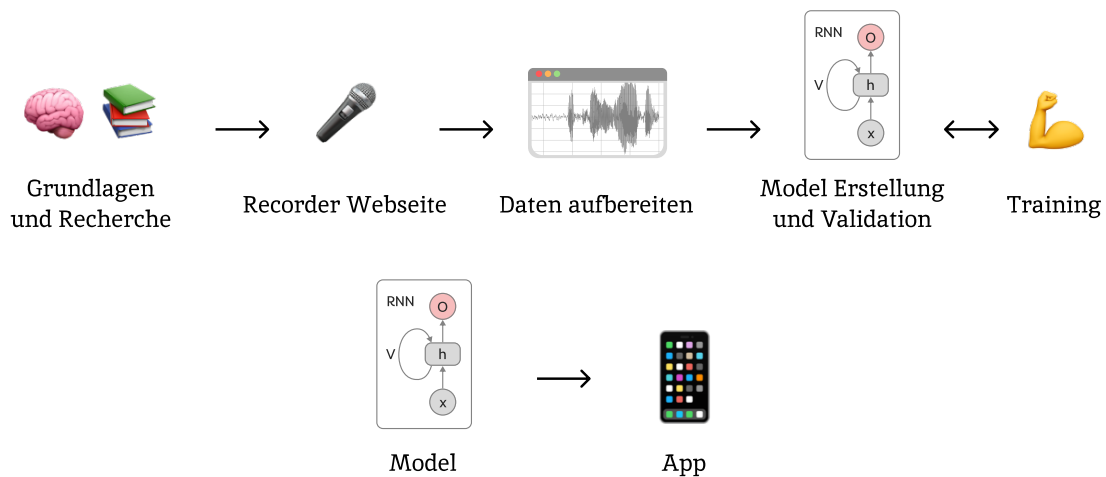 RNN
O
V
h
x
Grundlagen
und Recherche
Recorder Webseite
Daten aufbereiten
Model Erstellung
und Validation
Training
RNN
O
V
h
x
Model
App